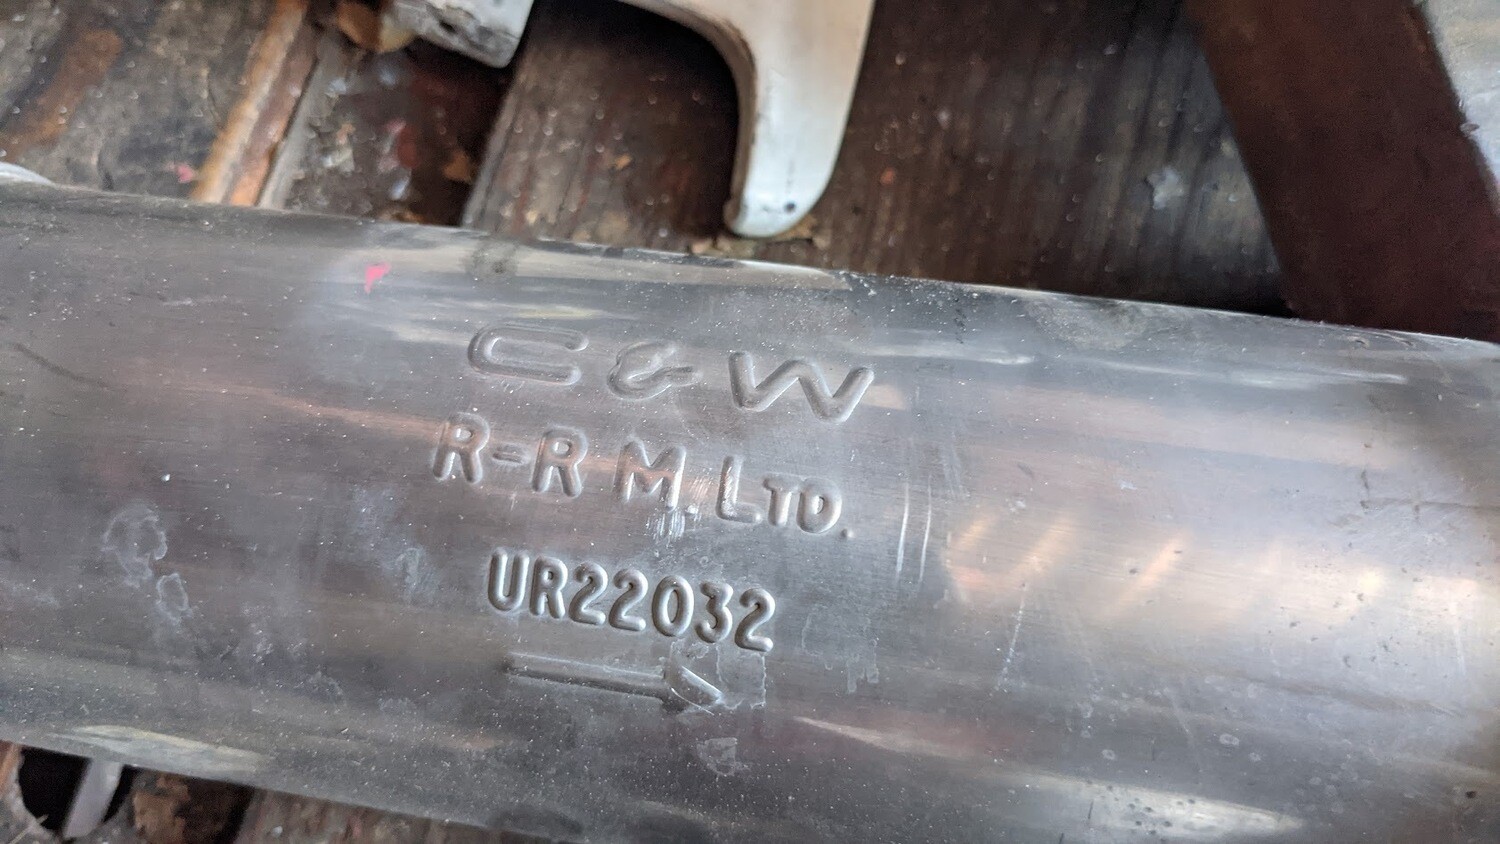 C & W
R-R M. LTD.
UR22032